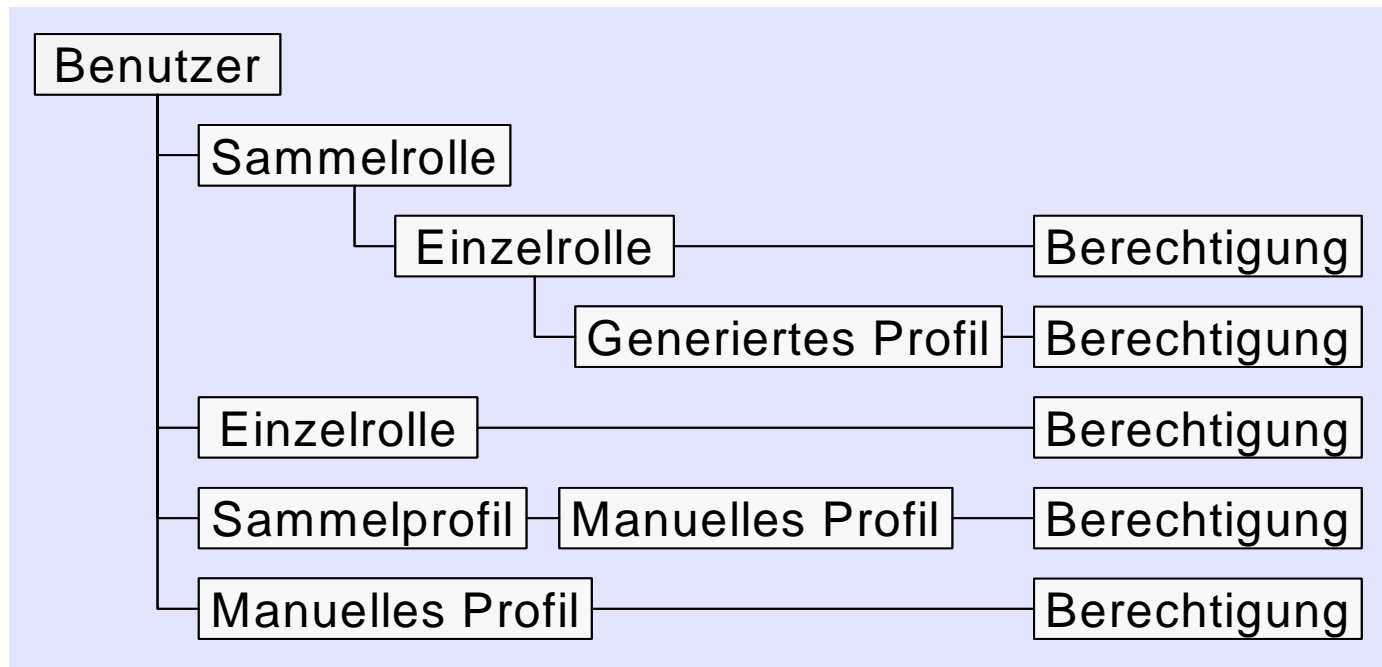 Benutzer
Sammelrolle
Einzelrolle Berechtigung
Generiertes Profil Berechtigung
Einzelrolle Berechtigung
Sammelprofil Manuelles Profil Berechtigung
Manuelles Profil Berechtigung